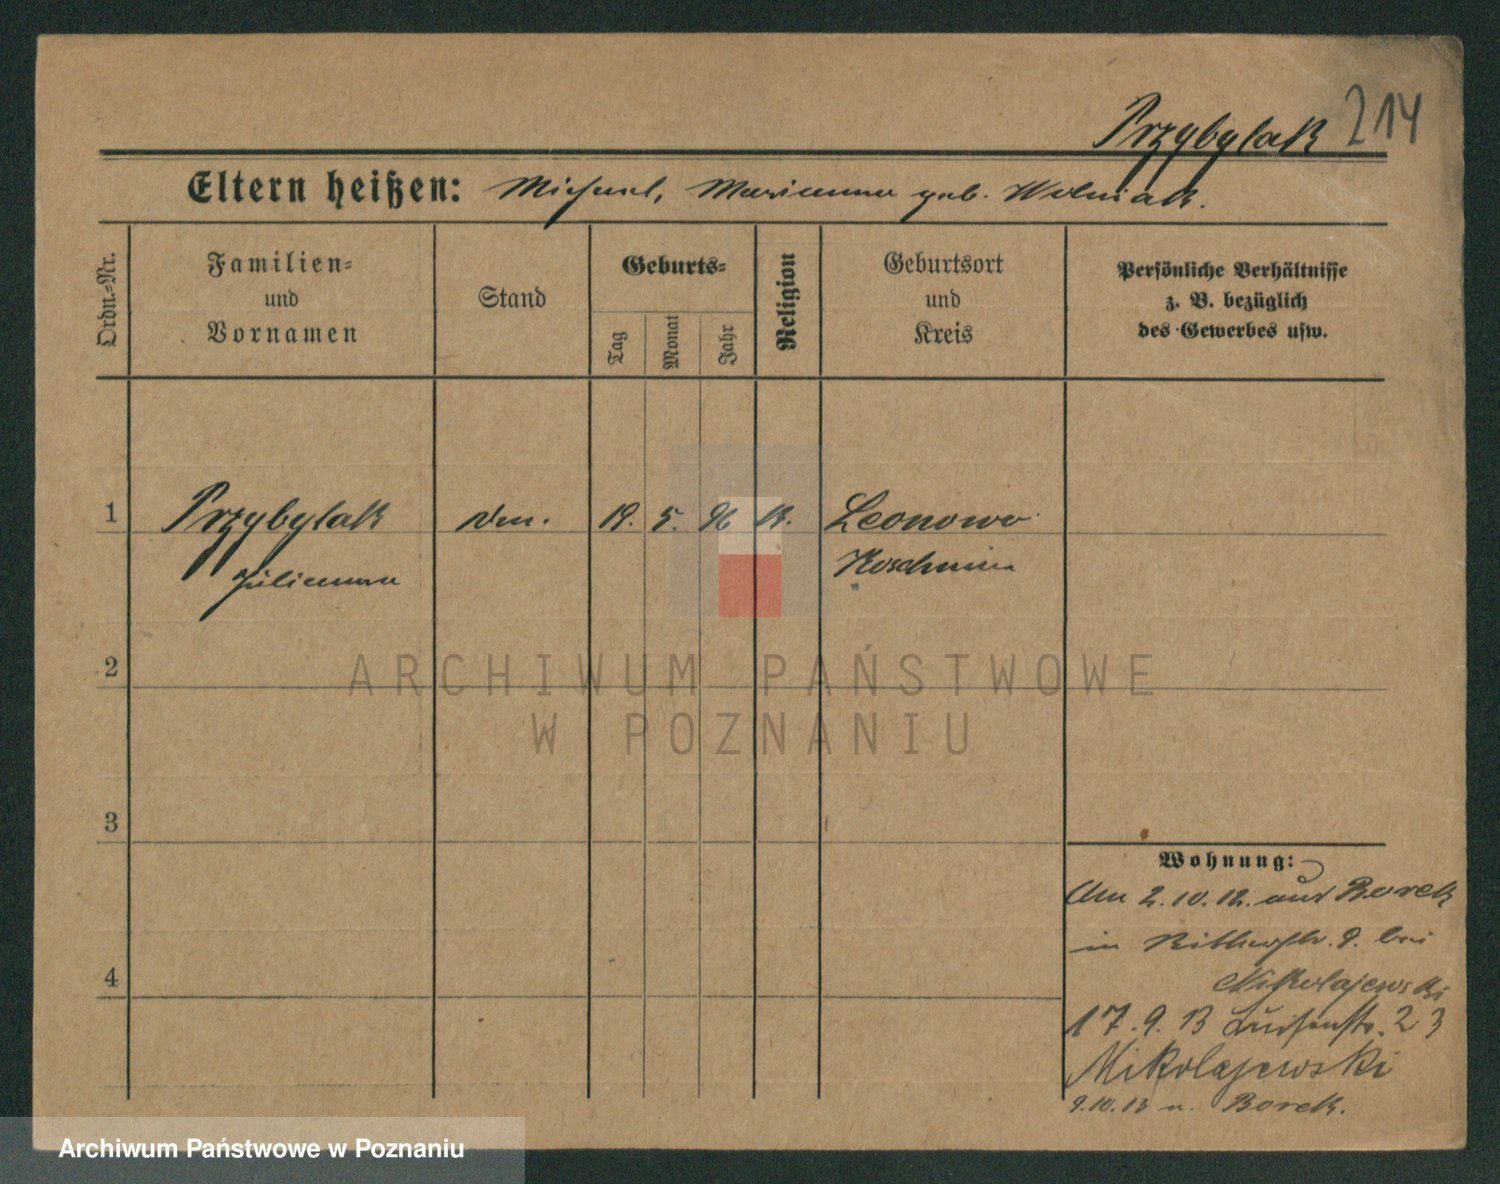 Przybylak 214
Eltern heißen: Michael, Marianna geb. Wolniak.
Ordn.-Nr.
Familien-
und
Vornamen
Stand
Geburts-
Tag
Monat
Jahr
Religion
Geburtsort
und
Kreis
Persönliche Verhältnisse
z. B. bezüglich
des Gewerbes usw.
1 Przybylak 19. 5. 96 K. Leonowo
Julianna Koschmin
2
3
4
Wohnung:
Am 2. 10. 12. aus Borek
in Ritterstr. 9. bei
Mikolajewski
17. 9. 13 Luisenstr. 23
Mikolajewski
9.10.13 n. Borek.
ARCHIWUM PAŃSTWOWE
W POZNANIU
Archiwum Państwowe w Poznaniu